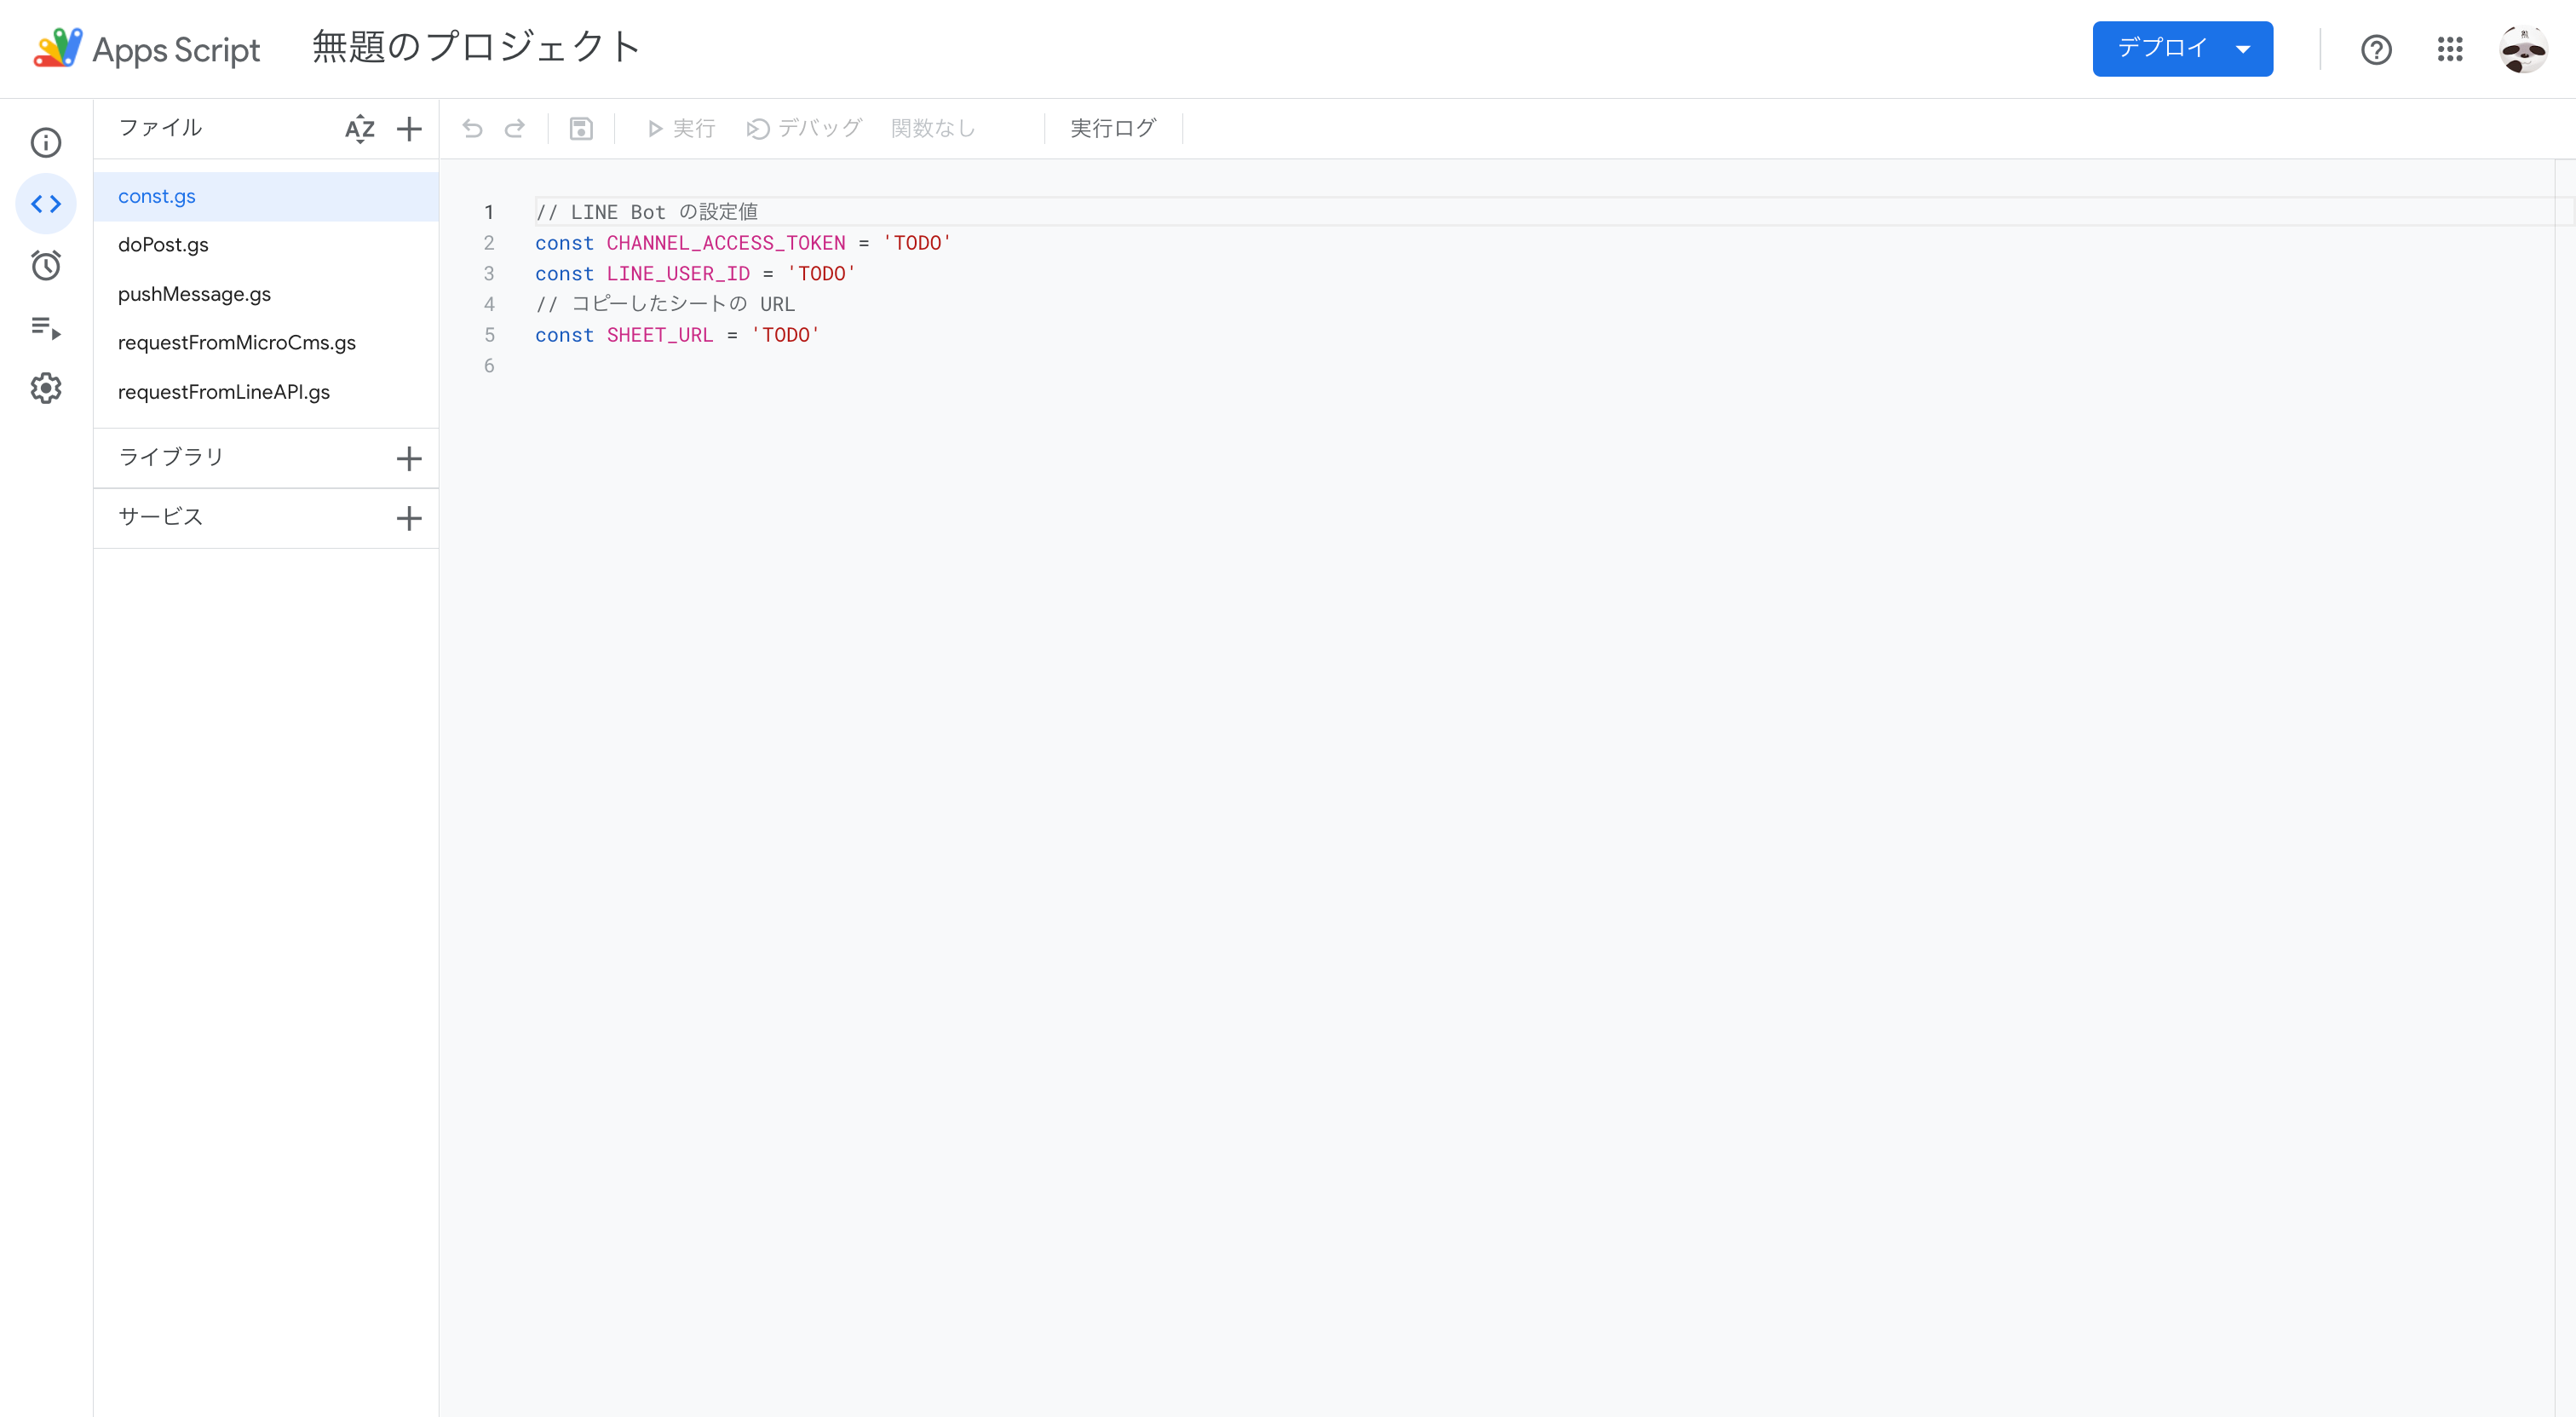 Apps Script 無題のプロジェクト デプロイ
ファイル AZ 実行 デバッグ 関数なし 実行ログ
const.gs
doPost.gs
pushMessage.gs
requestFromMicroCms.gs
requestFromLineAPI.gs
ライブラリ
サービス
1 // LINE Bot の設定値
2 const CHANNEL_ACCESS_TOKEN = 'TODO'
3 const LINE_USER_ID = 'TODO'
4 // コピーしたシートの URL
5 const SHEET_URL = 'TODO'
6